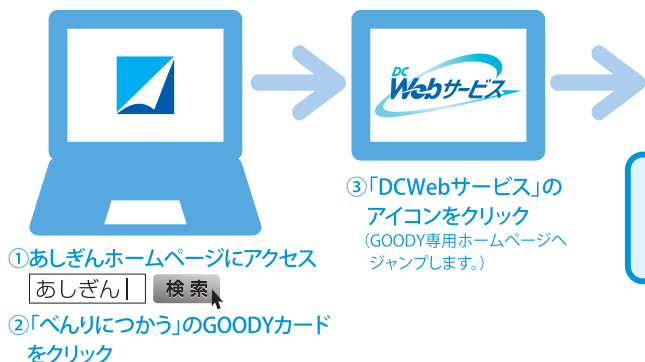 DC
Webサービス
①あしぎんホームページにアクセス
あしぎん 検索
②「べんりにつかう」のGOODYカード
をクリック
③「DCWebサービス」の
アイコンをクリック
(GOODY専用ホームページへ
ジャンプします。)